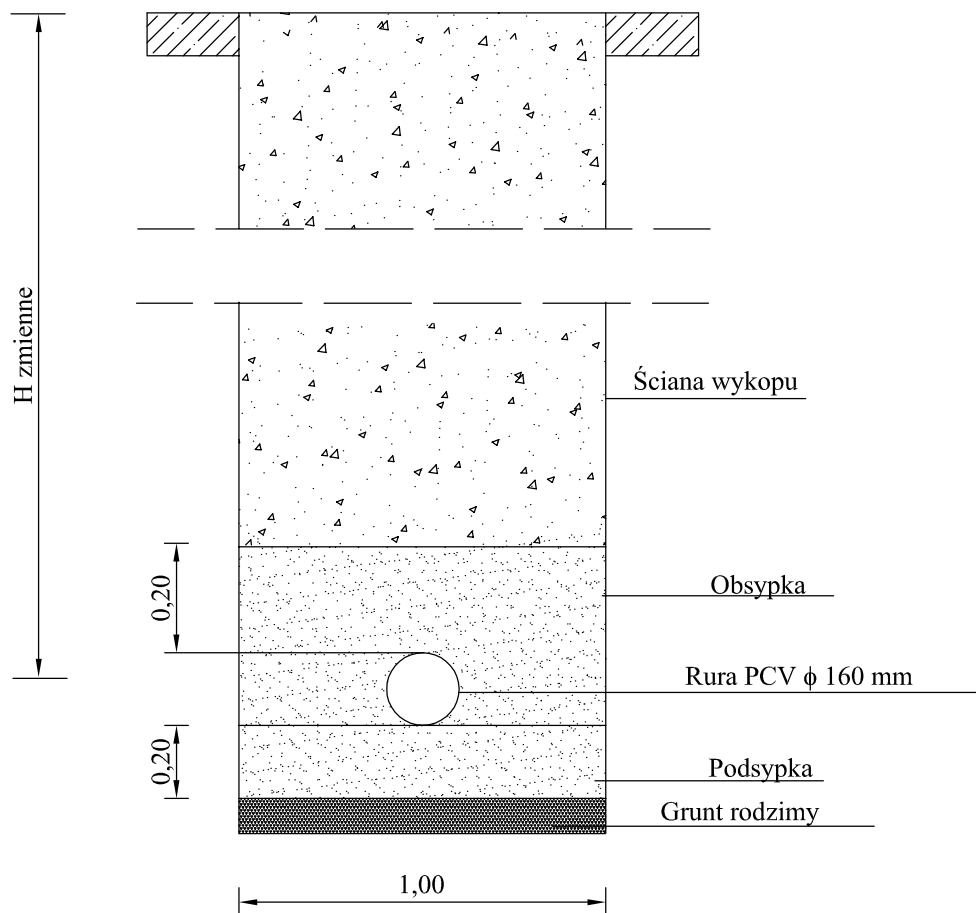 H zmienne
Ściana wykopu
0,20
Obsypka
Rura PCV ϕ 160 mm
0,20
Podsypka
Grunt rodzimy
1,00